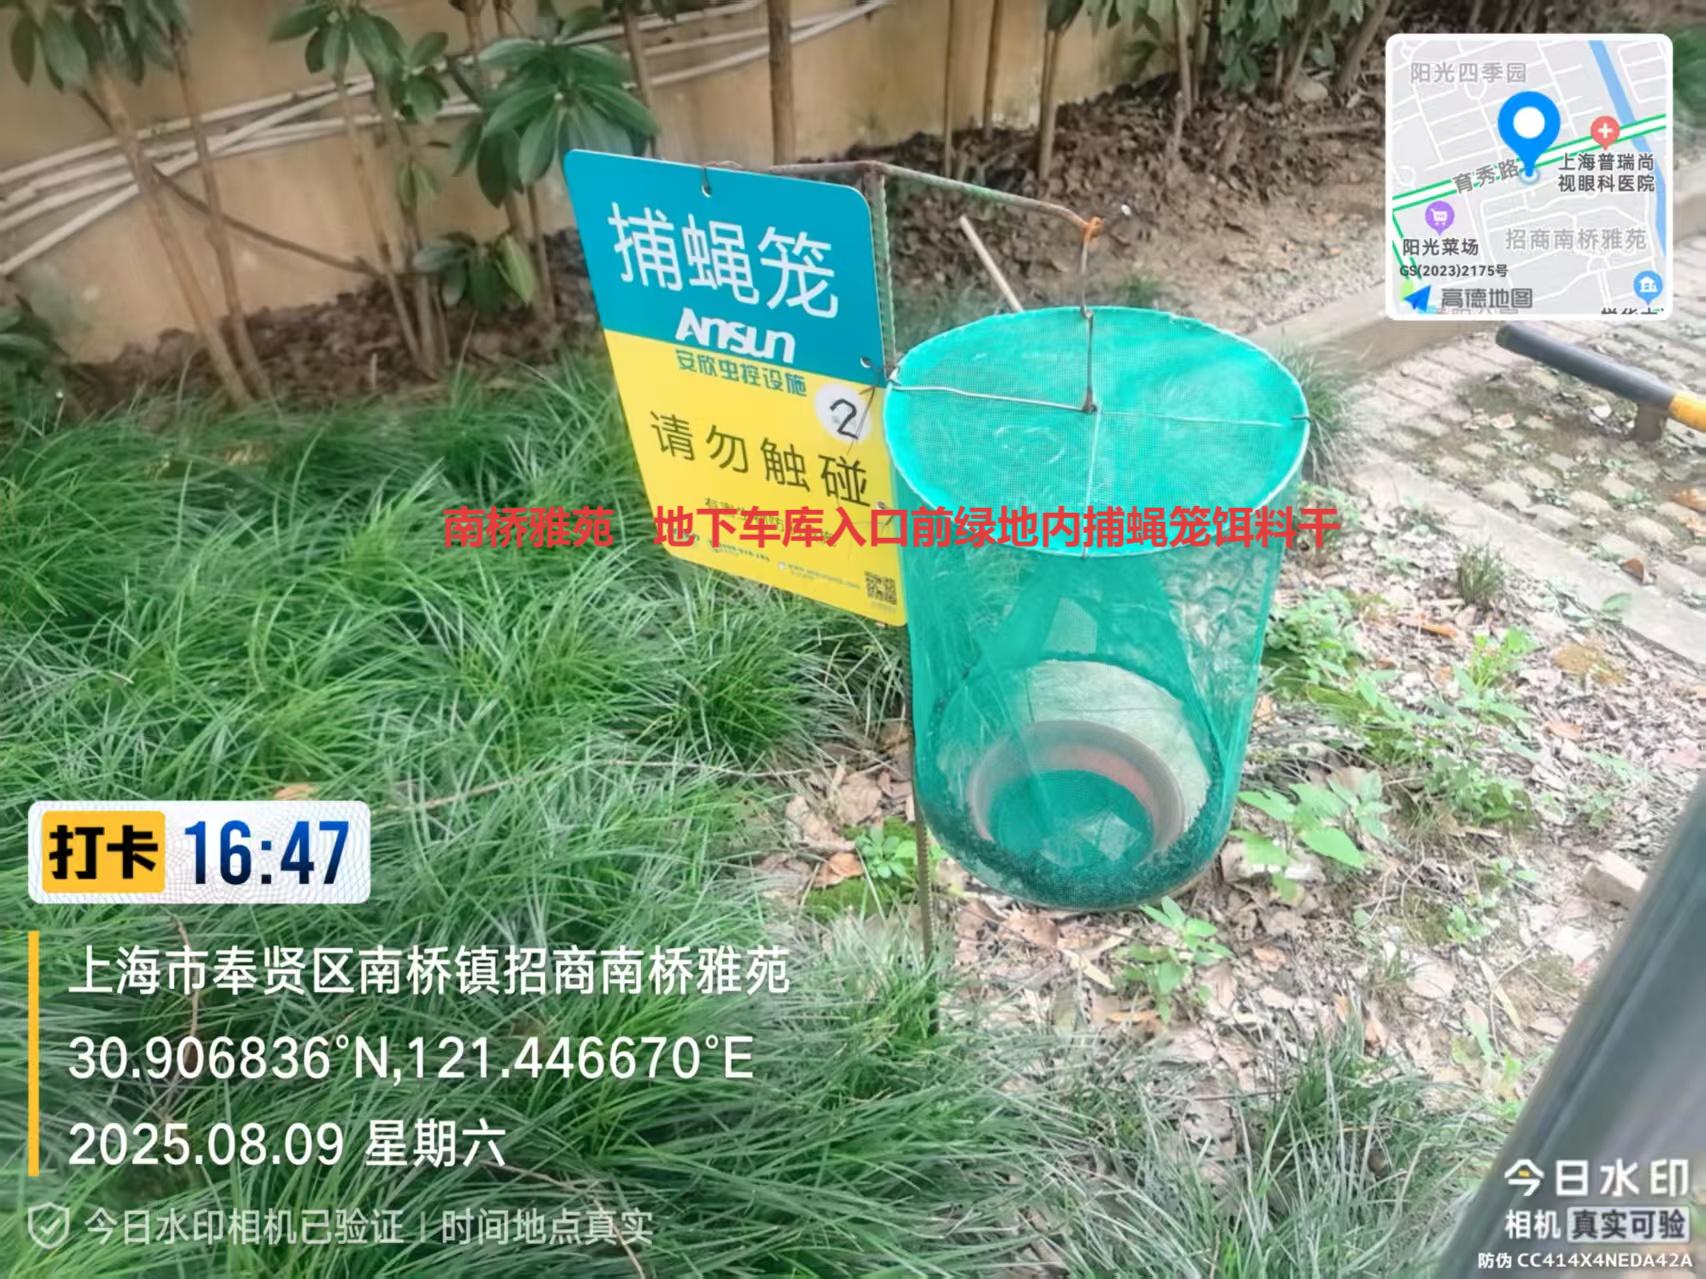 捕蝇笼
Ansun
安欣虫控设施
2
请勿触碰
南桥雅苑 地下车库入口前绿地内捕蝇笼饵料干
阳光四季园
上海普瑞尚
视眼科医院
育秀路
阳光菜场
招商南桥雅苑
GS(2023)2175号
高德地图
打卡 16:47
上海市奉贤区南桥镇招商南桥雅苑
30.906836°N,121.446670°E
2025.08.09 星期六
今日水印相机已验证 | 时间地点真实
今日水印
相机 真实可验
防伪 CC414X4NEDA42A